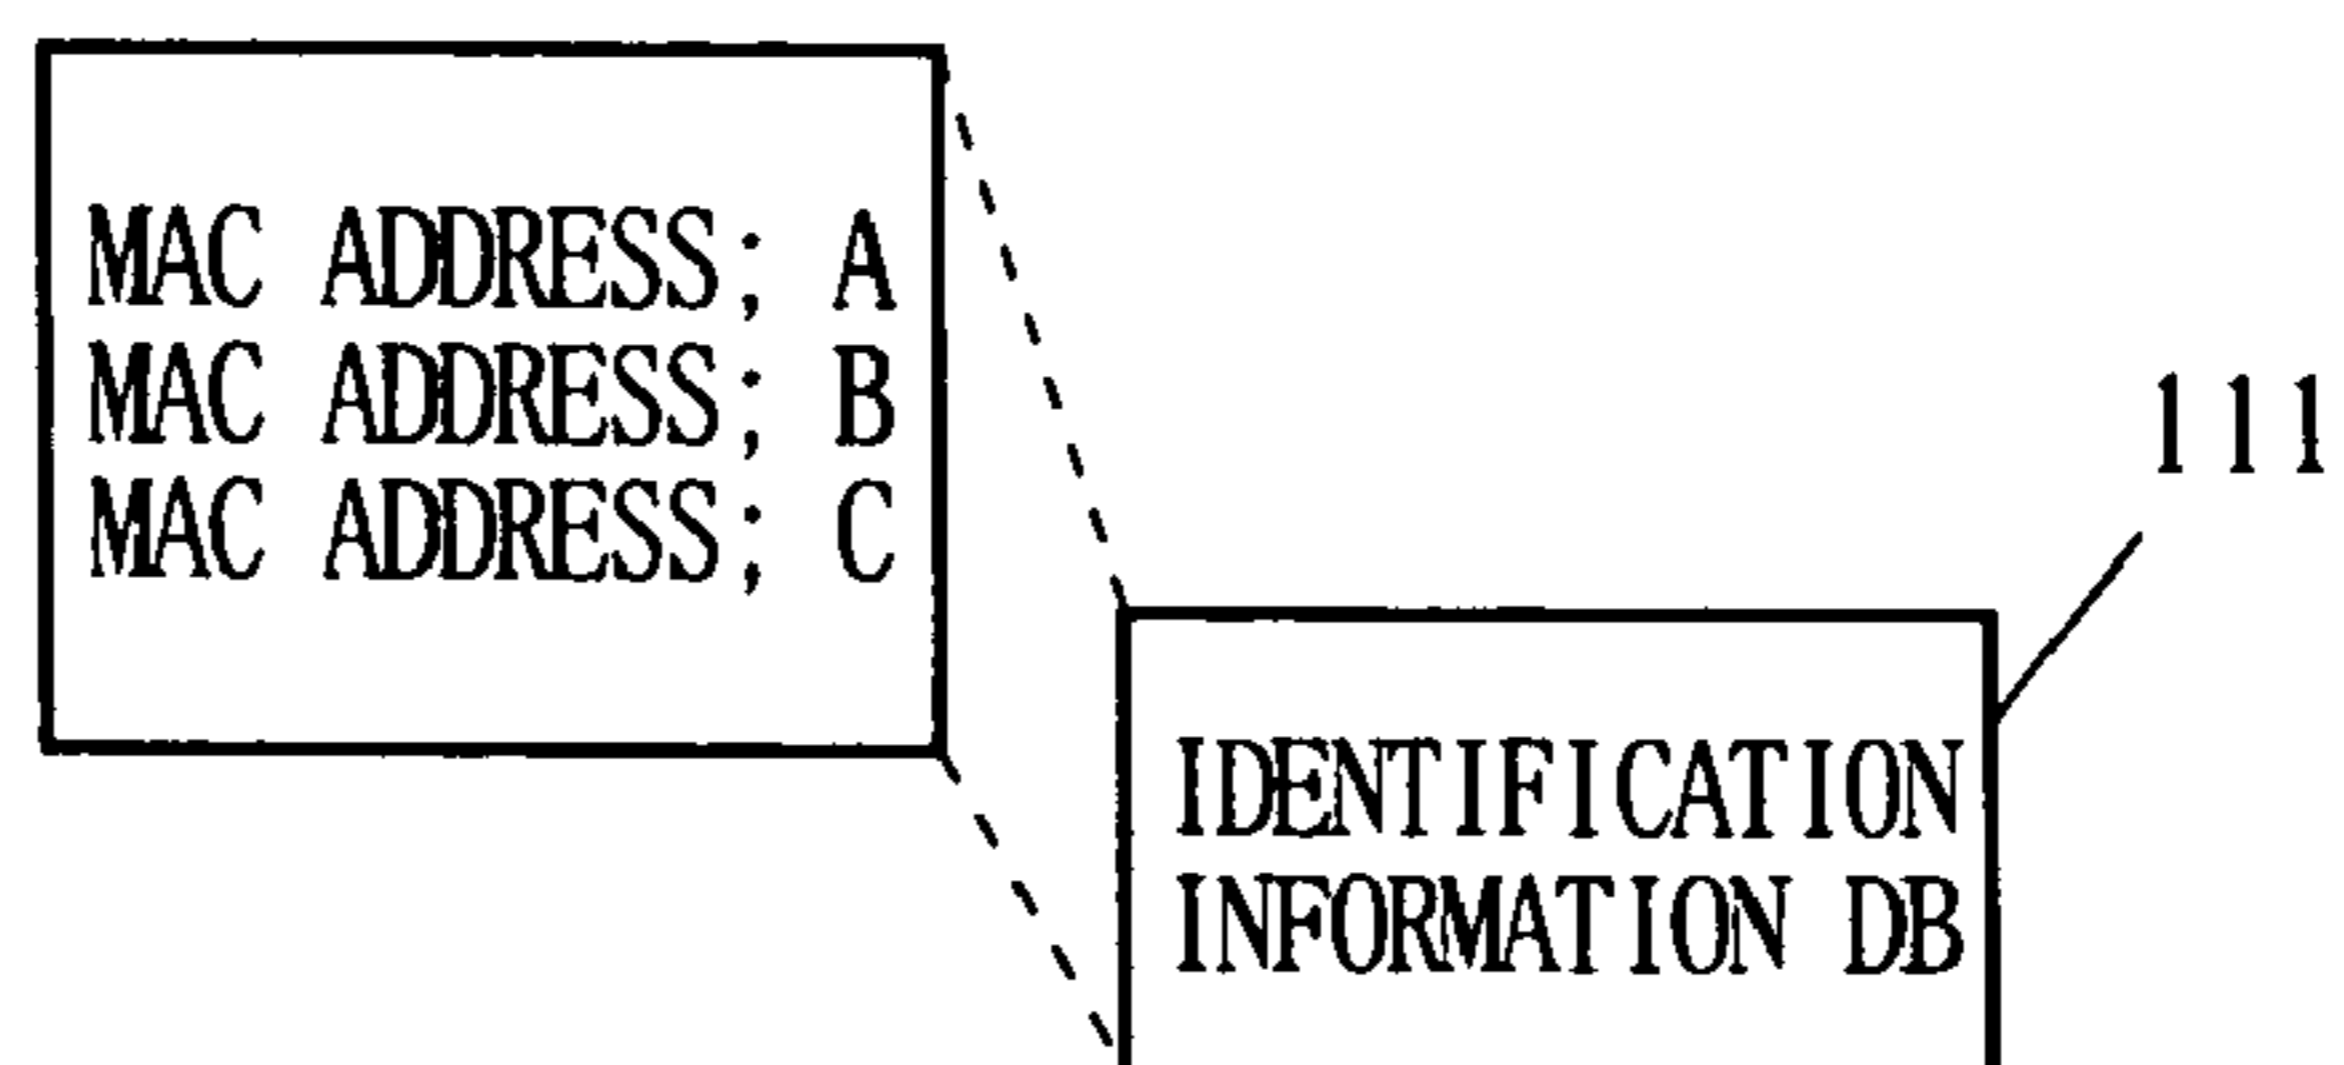 MAC ADDRESS; A
MAC ADDRESS; B
MAC ADDRESS; C
111
IDENTIFICATION
INFORMATION DB